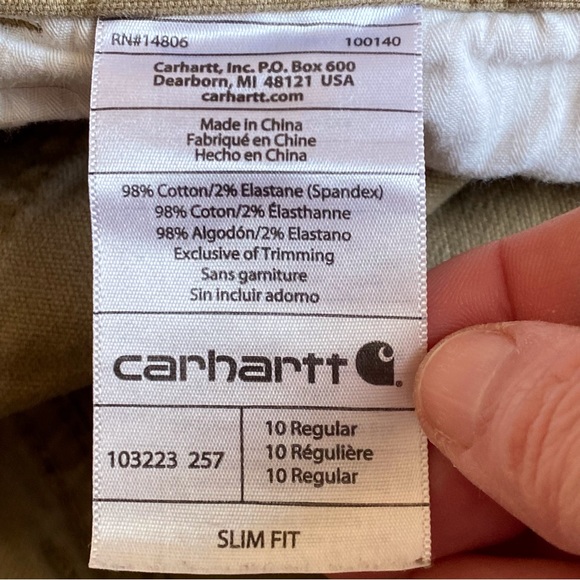 RN#14806 100140
Carhartt, Inc. P.O. Box 600
Dearborn, MI 48121 USA
carhartt.com
Made in China
Fabriqué en Chine
Hecho en China
98% Cotton/2% Elastane (Spandex)
98% Coton/2% Élasthanne
98% Algodón/2% Elastano
Exclusive of Trimming
Sans garniture
Sin incluir adorno
carhartt
103223 257
10 Regular
10 Régulière
10 Regular
SLIM FIT